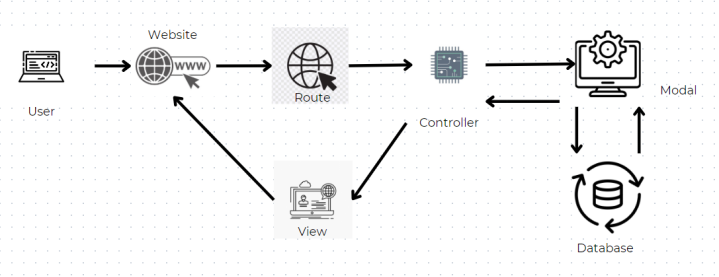 Website
WWW
User
Route
Controller
Modal
View
Database